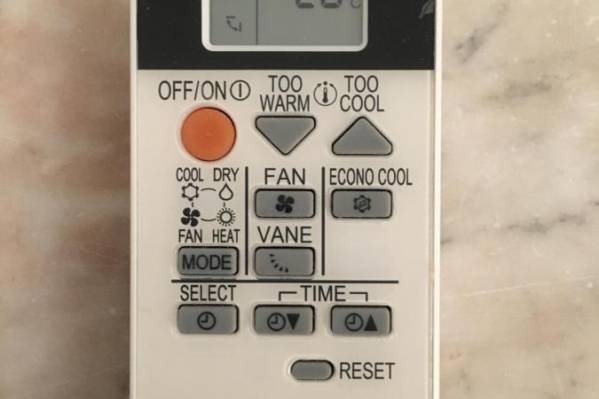 °C
OFF/ON
TOO WARM
TOO COOL
COOL DRY
FAN HEAT
MODE
FAN
ECONO COOL
VANE
SELECT
TIME
RESET